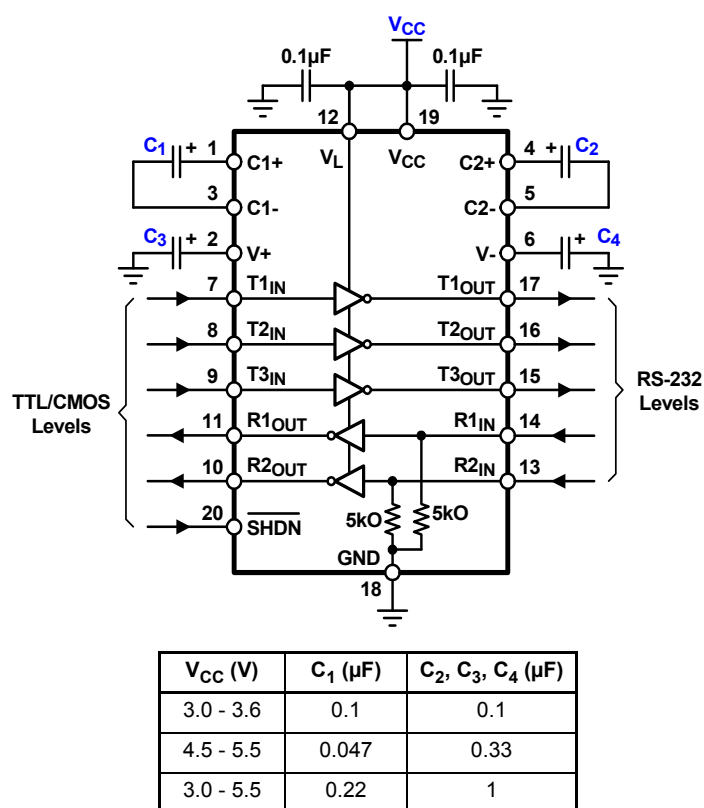 VCC
0.1µF 0.1µF
12 19
C1 + 1 C1+ VL VCC C2+ 4 + C2
3 C1- C2- 5
C3 + 2 V+ V- 6 + C4
7 T1IN T1OUT 17
8 T2IN T2OUT 16
9 T3IN T3OUT 15
TTL/CMOS
Levels
RS-232
Levels
11 R1OUT R1IN 14
10 R2OUT R2IN 13
20 SHDN 5kO 5kO
GND
18
VCC (V) C1 (µF) C2, C3, C4 (µF)
3.0 - 3.6 0.1 0.1
4.5 - 5.5 0.047 0.33
3.0 - 5.5 0.22 1